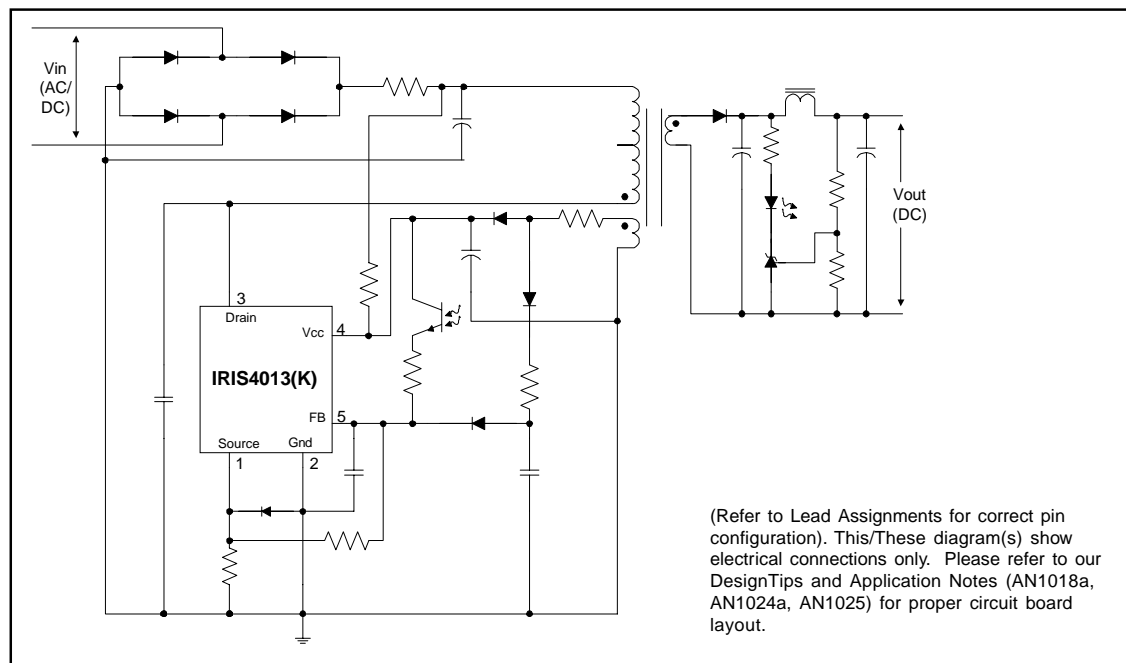 Vin
(AC/
DC)
Vout
(DC)
3
Drain
Vcc
4
IRIS4013(K)
FB
5
Source
Gnd
1
2
(Refer to Lead Assignments for correct pin
configuration). This/These diagram(s) show
electrical connections only. Please refer to our
DesignTips and Application Notes (AN1018a,
AN1024a, AN1025) for proper circuit board
layout.